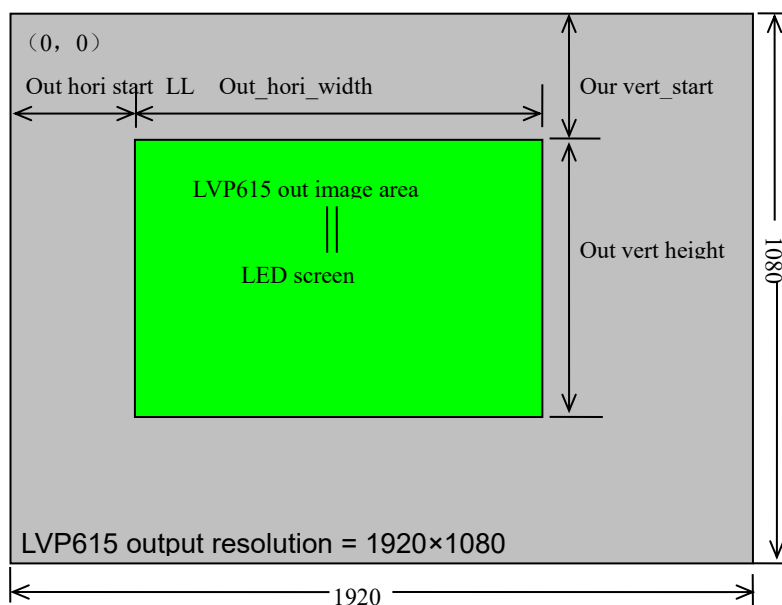 （0，0）
Out hori start LL Out_hori_width
Our vert_start
LVP615 out image area
LED screen
Out vert height
1080
LVP615 output resolution = 1920×1080
1920